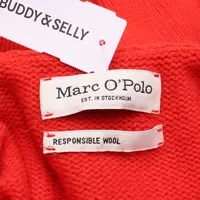 BUDDY&SELLY
Marc O'Polo
EST. IN STOCKHOLM
RESPONSIBLE WOOL